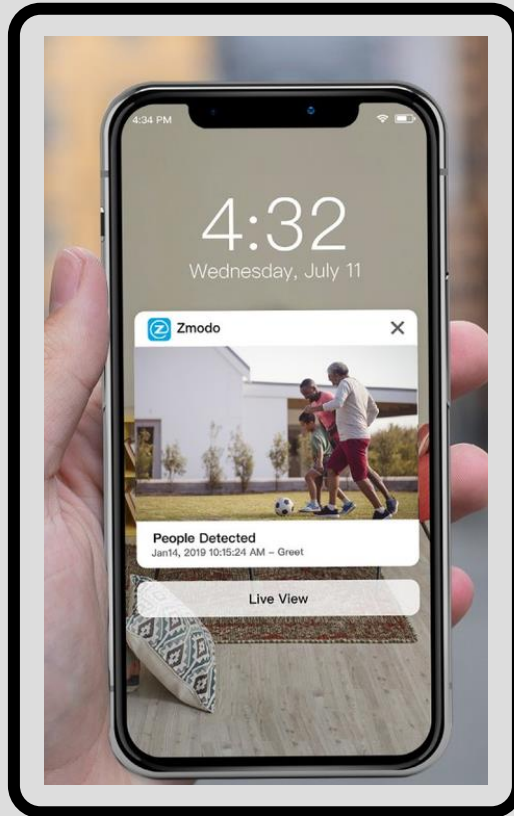 4:34 PM
4:32
Wednesday, July 11
Zmodo
People Detected
Jan14, 2019 10:15:24 AM – Greet
Live View